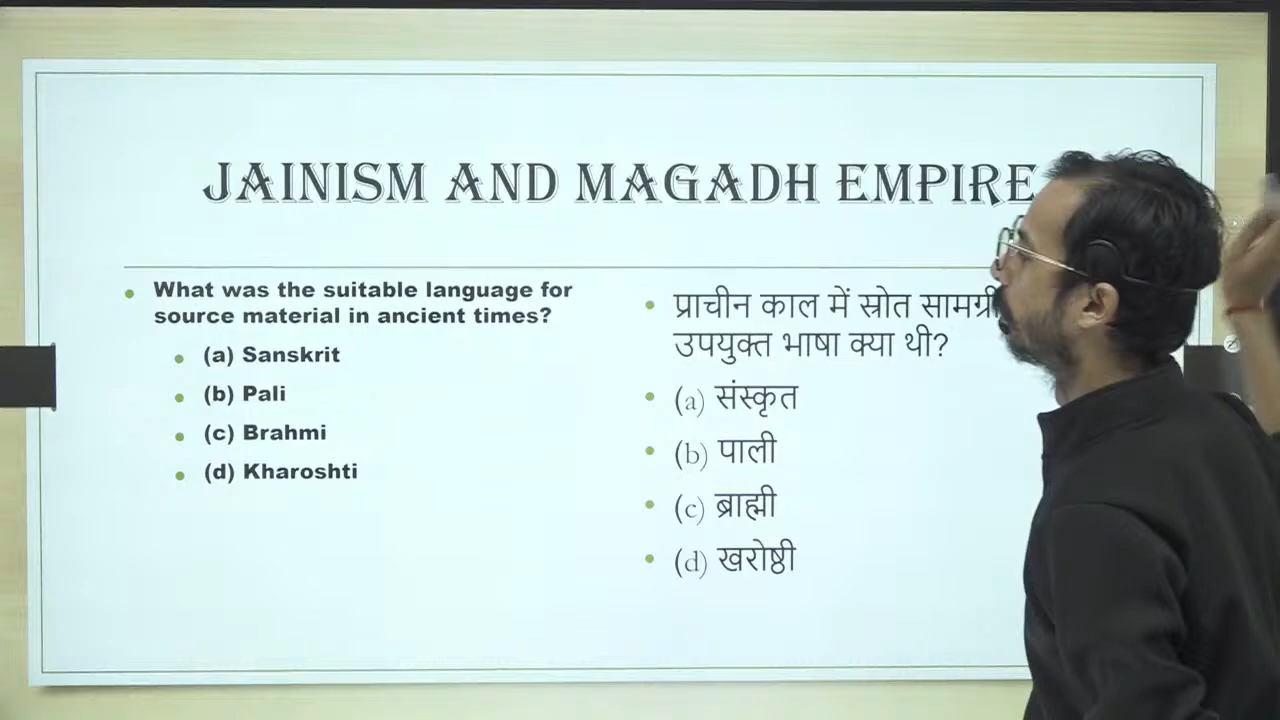 JAINISM AND MAGADH EMPIRE
What was the suitable language for
source material in ancient times?
(a) Sanskrit
(b) Pali
(c) Brahmi
(d) Kharoshti
प्राचीन काल में स्रोत सामग्री
उपयुक्त भाषा क्या थी?
(a) संस्कृत
(b) पाली
(c) ब्राह्मी
(d) खरोष्ठी